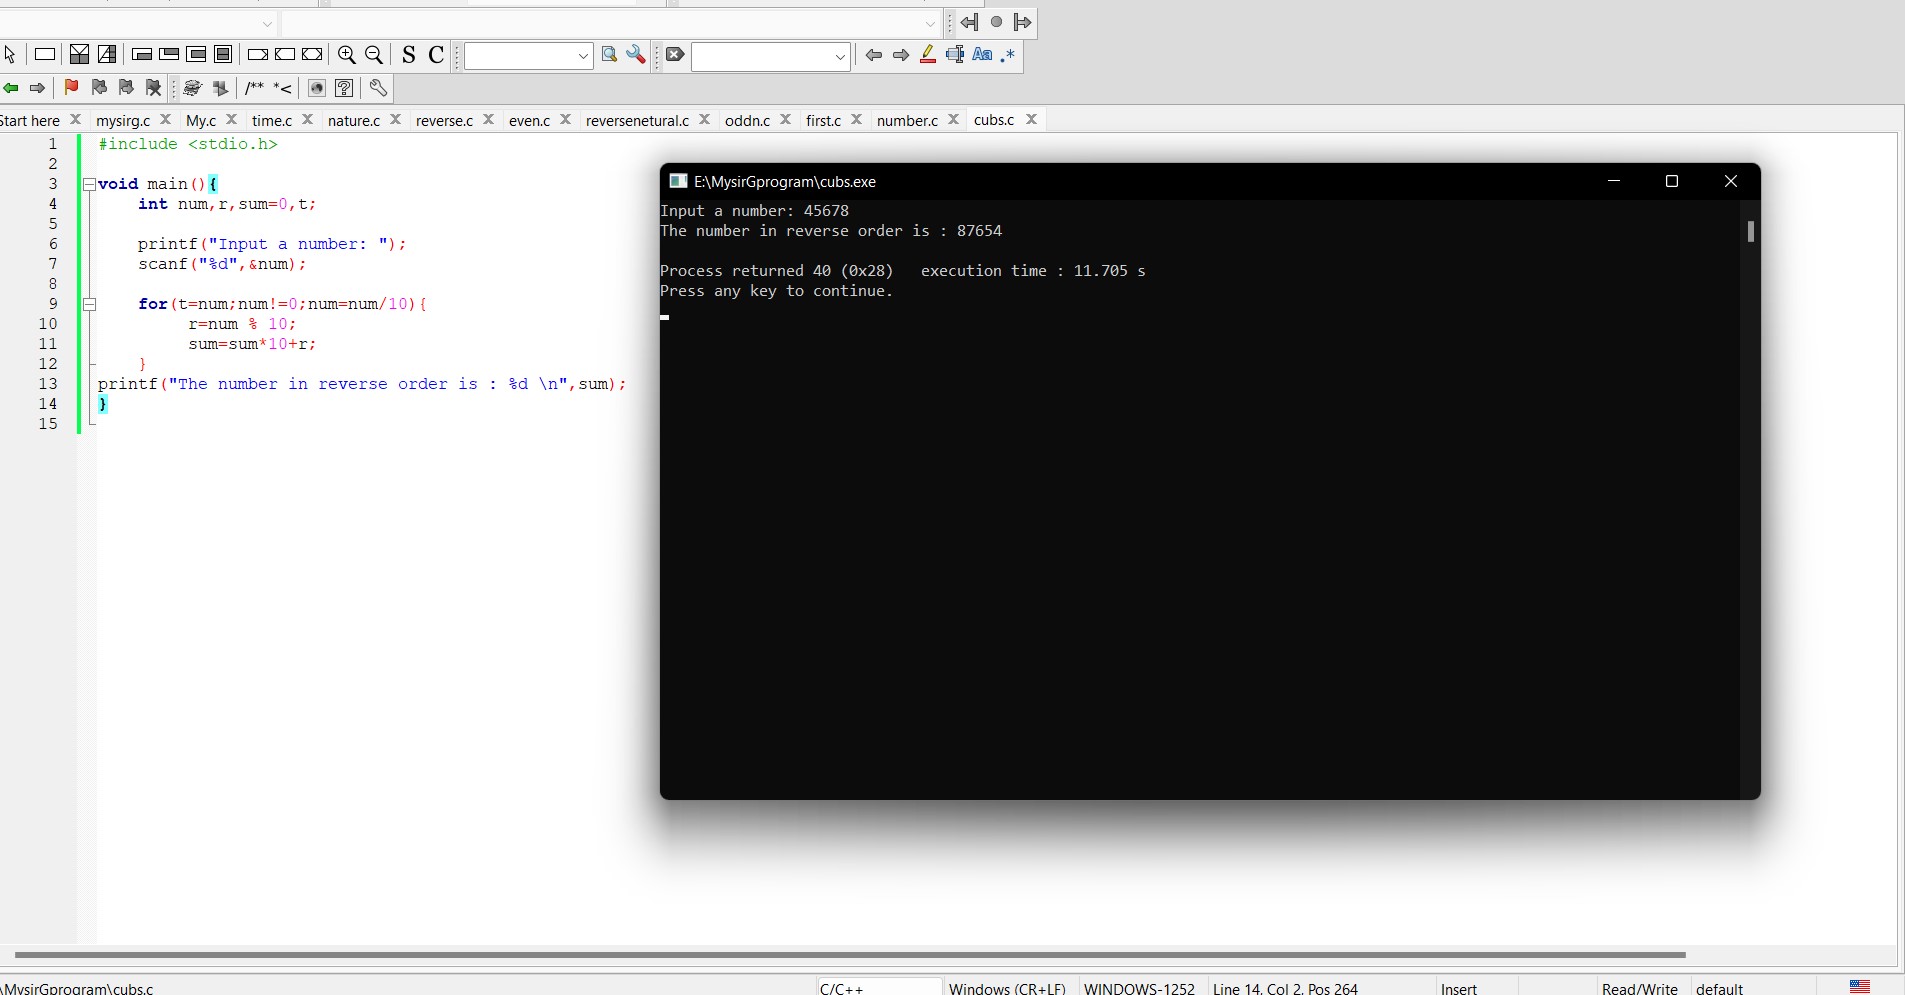 S C
Aa .*
/** *<
Start here mysirg.c My.c time.c nature.c reverse.c even.c reversenetural.c oddn.c first.c number.c cubs.c
1 #include <stdio.h>
2
3 void main(){
4 int num,r,sum=0,t;
5
6 printf("Input a number: ");
7 scanf("%d",&num);
8
9 for(t=num;num!=0;num=num/10){
10 r=num % 10;
11 sum=sum*10+r;
12 }
13 printf("The number in reverse order is : %d \n",sum);
14 }
15
E:\MysirGprogram\cubs.exe
Input a number: 45678
The number in reverse order is : 87654
Process returned 40 (0x28) execution time : 11.705 s
Press any key to continue.
\MysirGprogram\cubs.c C/C++ Windows (CR+LF) WINDOWS-1252 Line 14, Col 2, Pos 264 Insert Read/Write default